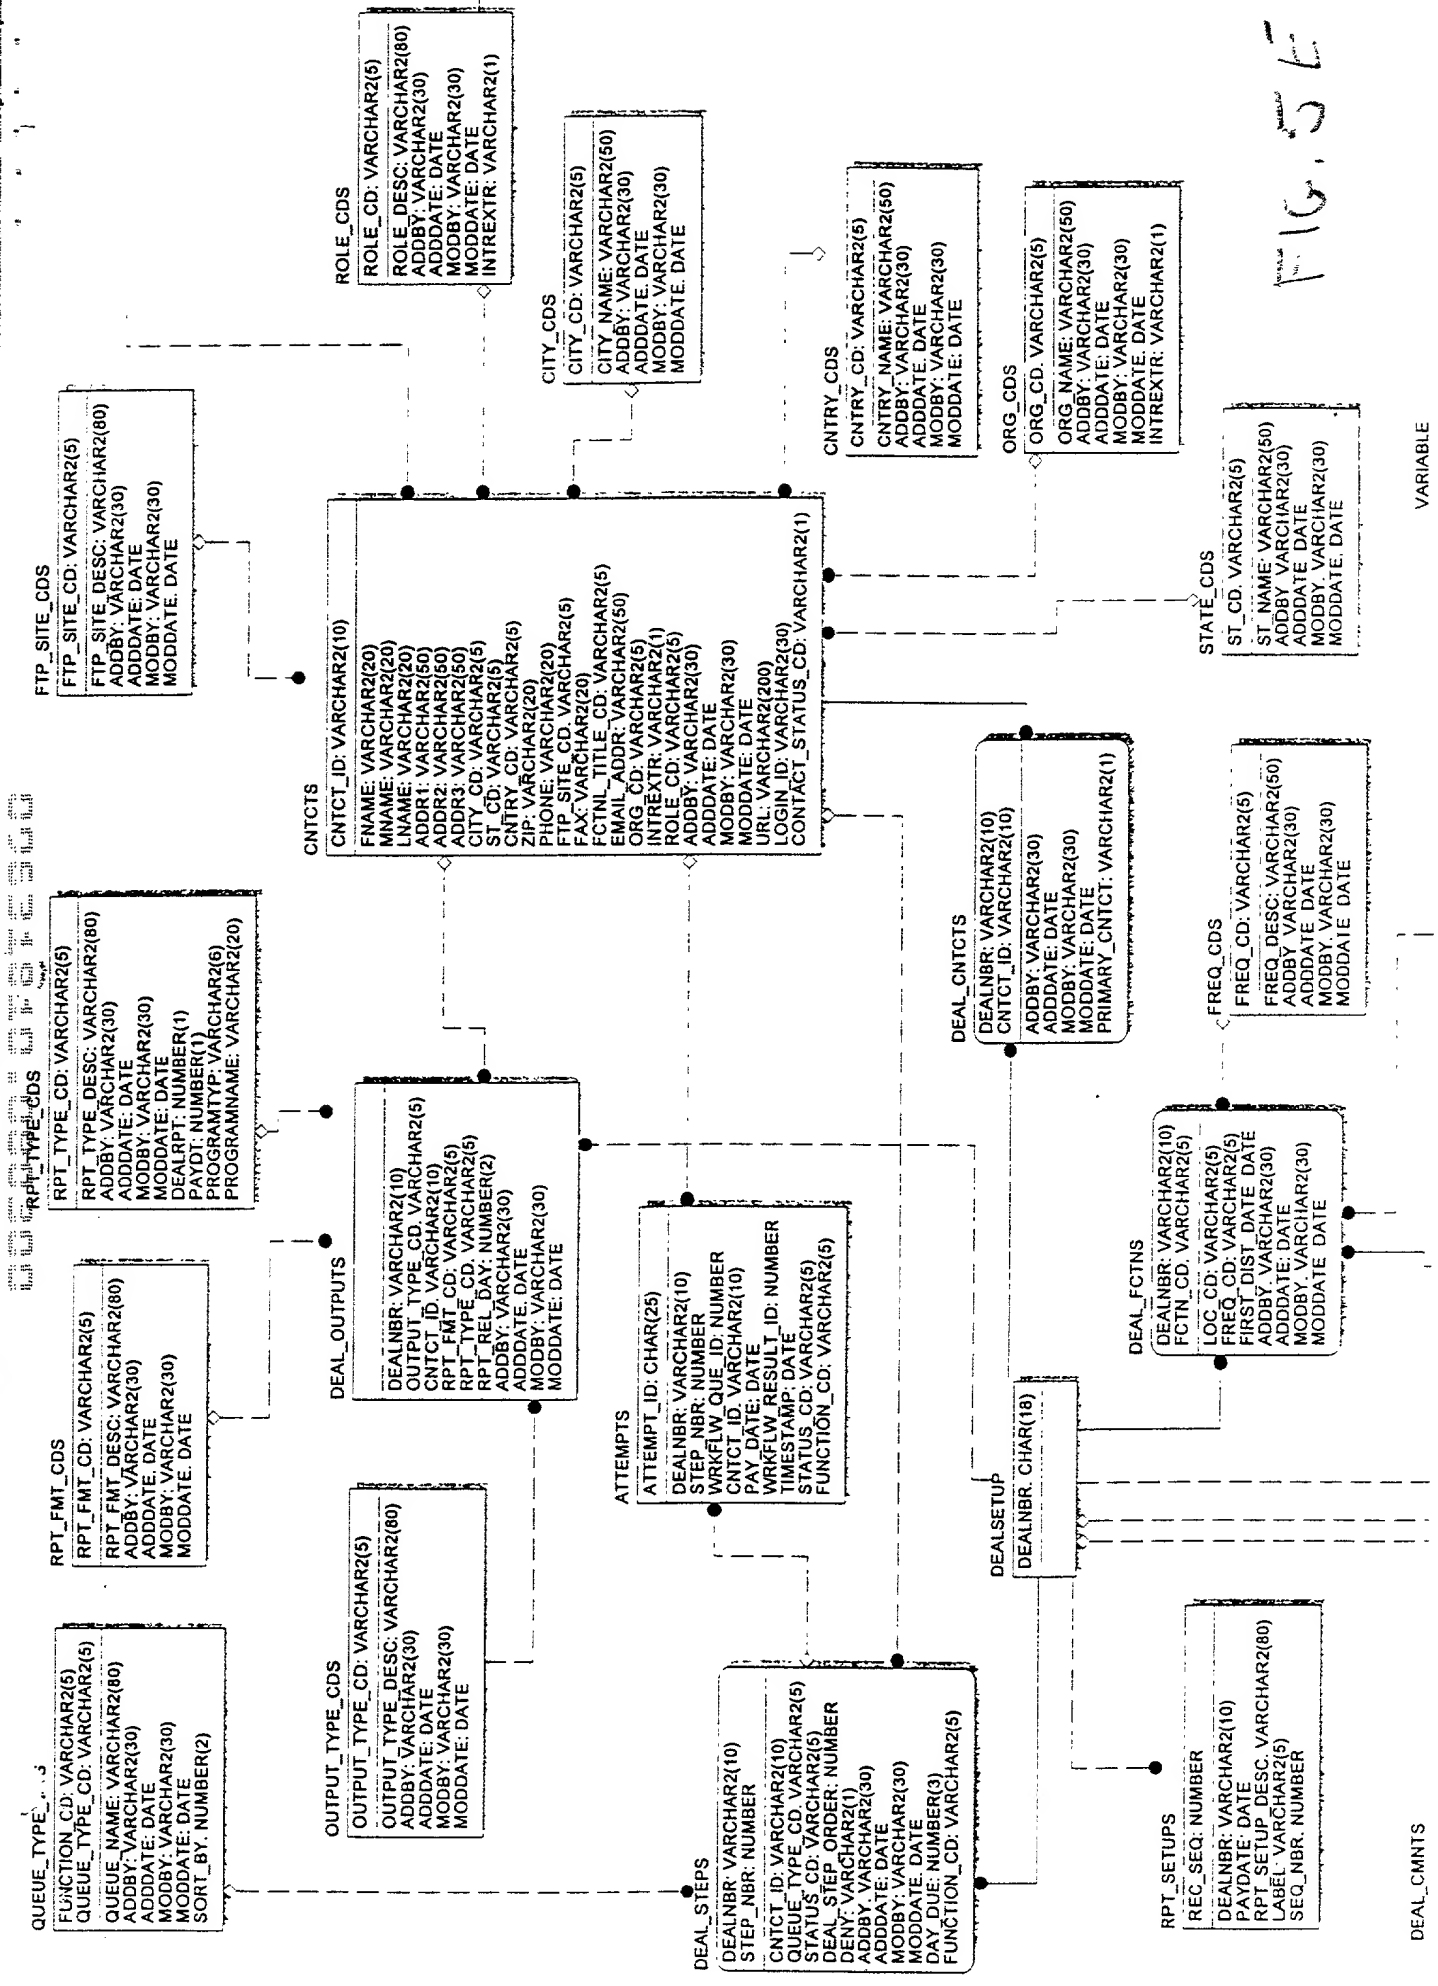 QUEUE_TYPE_
FUNCTION_CD: VARCHAR2(5)
QUEUE_TYPE_CD: VARCHAR2(5)
QUEUE_NAME: VARCHAR2(80)
ADDBY: VARCHAR2(30)
ADDDATE: DATE
MODBY: VARCHAR2(30)
MODDATE: DATE
SORT_BY. NUMBER(2)
RPT_FMT_CDS
RPT_FMT_CD: VARCHAR2(5)
RPT_FMT_DESC: VARCHAR2(80)
ADDBY: VARCHAR2(30)
ADDDATE. DATE
MODBY: VARCHAR2(30)
MODDATE. DATE
RPT_TYPE_CDS
RPT_TYPE_CD: VARCHAR2(5)
RPT_TYPE_DESC: VARCHAR2(80)
ADDBY: VARCHAR2(30)
ADDDATE: DATE
MODBY: VARCHAR2(30)
MODDATE: DATE
DEALRPT: NUMBER(1)
PAYDT: NUMBER(1)
PROGRAMTYP: VARCHAR2(6)
PROGRAMNAME: VARCHAR2(20)
FTP_SITE_CDS
FTP_SITE_CD: VARCHAR2(5)
FTP_SITE_DESC: VARCHAR2(80)
ADDBY: VARCHAR2(30)
ADDDATE: DATE
MODBY: VARCHAR2(30)
MODDATE. DATE
OUTPUT_TYPE_CDS
OUTPUT_TYPE_CD: VARCHAR2(5)
OUTPUT_TYPE_DESC: VARCHAR2(80)
ADDBY: VARCHAR2(30)
ADDDATE: DATE
MODBY: VARCHAR2(30)
MODDATE: DATE
DEAL_OUTPUTS
DEALNBR: VARCHAR2(10)
OUTPUT_TYPE_CD. VARCHAR2(5)
CNTCT_ID. VARCHAR2(10)
RPT_FMT_CD: VARCHAR2(5)
RPT_TYPE_CD. VARCHAR2(5)
RPT_REL_DAY: NUMBER(2)
ADDBY: VARCHAR2(30)
ADDDATE. DATE
MODBY: VARCHAR2(30)
MODDATE: DATE
CNTCTS
CNTCT_ID: VARCHAR2(10)
FNAME: VARCHAR2(20)
MNAME: VARCHAR2(20)
LNAME: VARCHAR2(20)
ADDR1: VARCHAR2(50)
ADDR2: VARCHAR2(50)
ADDR3: VARCHAR2(50)
CITY_CD: VARCHAR2(5)
ST_CD: VARCHAR2(5)
CNTRY_CD: VARCHAR2(5)
ZIP: VARCHAR2(20)
PHONE: VARCHAR2(20)
FTP_SITE_CD. VARCHAR2(5)
FAX: VARCHAR2(20)
FCTNL_TITLE_CD: VARCHAR2(5)
EMAIL_ADDR: VARCHAR2(50)
ORG_CD: VARCHAR2(5)
INTREXTR: VARCHAR2(1)
ROLE_CD: VARCHAR2(5)
ADDBY: VARCHAR2(30)
ADDDATE: DATE
MODBY: VARCHAR2(30)
MODDATE: DATE
URL: VARCHAR2(200)
LOGIN_ID: VARCHAR2(30)
CONTACT_STATUS_CD: VARCHAR2(1)
ROLE_CDS
ROLE_CD: VARCHAR2(5)
ROLE_DESC: VARCHAR2(80)
ADDBY: VARCHAR2(30)
ADDDATE: DATE
MODBY: VARCHAR2(30)
MODDATE: DATE
INTREXTR: VARCHAR2(1)
CITY_CDS
CITY_CD: VARCHAR2(5)
CITY_NAME: VARCHAR2(50)
ADDBY: VARCHAR2(30)
ADDDATE. DATE
MODBY: VARCHAR2(30)
MODDATE. DATE
ATTEMPTS
ATTEMPT_ID: CHAR(25)
DEALNBR: VARCHAR2(10)
STEP_NBR: NUMBER
WRKFLW_QUE_ID: NUMBER
CNTCT_ID. VARCHAR2(10)
PAY_DATE: DATE
WRKFLW_RESULT_ID: NUMBER
TIMESTAMP: DATE
STATUS_CD: VARCHAR2(5)
FUNCTION_CD: VARCHAR2(5)
CNTRY_CDS
CNTRY_CD: VARCHAR2(5)
CNTRY_NAME: VARCHAR2(50)
ADDBY: VARCHAR2(30)
ADDDATE: DATE
MODBY: VARCHAR2(30)
MODDATE: DATE
DEAL_STEPS
DEALNBR: VARCHAR2(10)
STEP_NBR: NUMBER
CNTCT_ID: VARCHAR2(10)
QUEUE_TYPE_CD. VARCHAR2(5)
STATUS_CD: VARCHAR2(5)
DEAL_STEP_ORDER: NUMBER
DENY: VARCHAR2(1)
ADDBY. VARCHAR2(30)
ADDDATE: DATE
MODBY: VARCHAR2(30)
MODDATE. DATE
DAY_DUE: NUMBER(3)
FUNCTION_CD: VARCHAR2(5)
DEALSETUP
DEALNBR. CHAR(18)
DEAL_CNTCTS
DEALNBR: VARCHAR2(10)
CNTCT_ID: VARCHAR2(10)
ADDBY: VARCHAR2(30)
ADDDATE: DATE
MODBY: VARCHAR2(30)
MODDATE: DATE
PRIMARY_CNTCT: VARCHAR2(1)
ORG_CDS
ORG_CD. VARCHAR2(5)
ORG_NAME: VARCHAR2(50)
ADDBY: VARCHAR2(30)
ADDDATE: DATE
MODBY: VARCHAR2(30)
MODDATE. DATE
INTREXTR: VARCHAR2(1)
RPT_SETUPS
REC_SEQ: NUMBER
DEALNBR: VARCHAR2(10)
PAYDATE: DATE
RPT_SETUP_DESC. VARCHAR2(80)
LABEL: VARCHAR2(5)
SEQ_NBR. NUMBER
DEAL_FCTNS
DEALNBR: VARCHAR2(10)
FCTN_CD. VARCHAR2(5)
LOC_CD: VARCHAR2(5)
FREQ_CD: VARCHAR2(5)
FIRST_DIST_DATE DATE
ADDBY. VARCHAR2(30)
ADDDATE: DATE
MODBY. VARCHAR2(30)
MODDATE DATE
FREQ_CDS
FREQ_CD: VARCHAR2(5)
FREQ_DESC: VARCHAR2(50)
ADDBY VARCHAR2(30)
ADDDATE DATE
MODBY. VARCHAR2(30)
MODDATE DATE
STATE_CDS
ST_CD. VARCHAR2(5)
ST_NAME: VARCHAR2(50)
ADDBY VARCHAR2(30)
ADDDATE DATE
MODBY. VARCHAR2(30)
MODDATE. DATE
DEAL_CMNTS
VARIABLE
FIG. 5 E